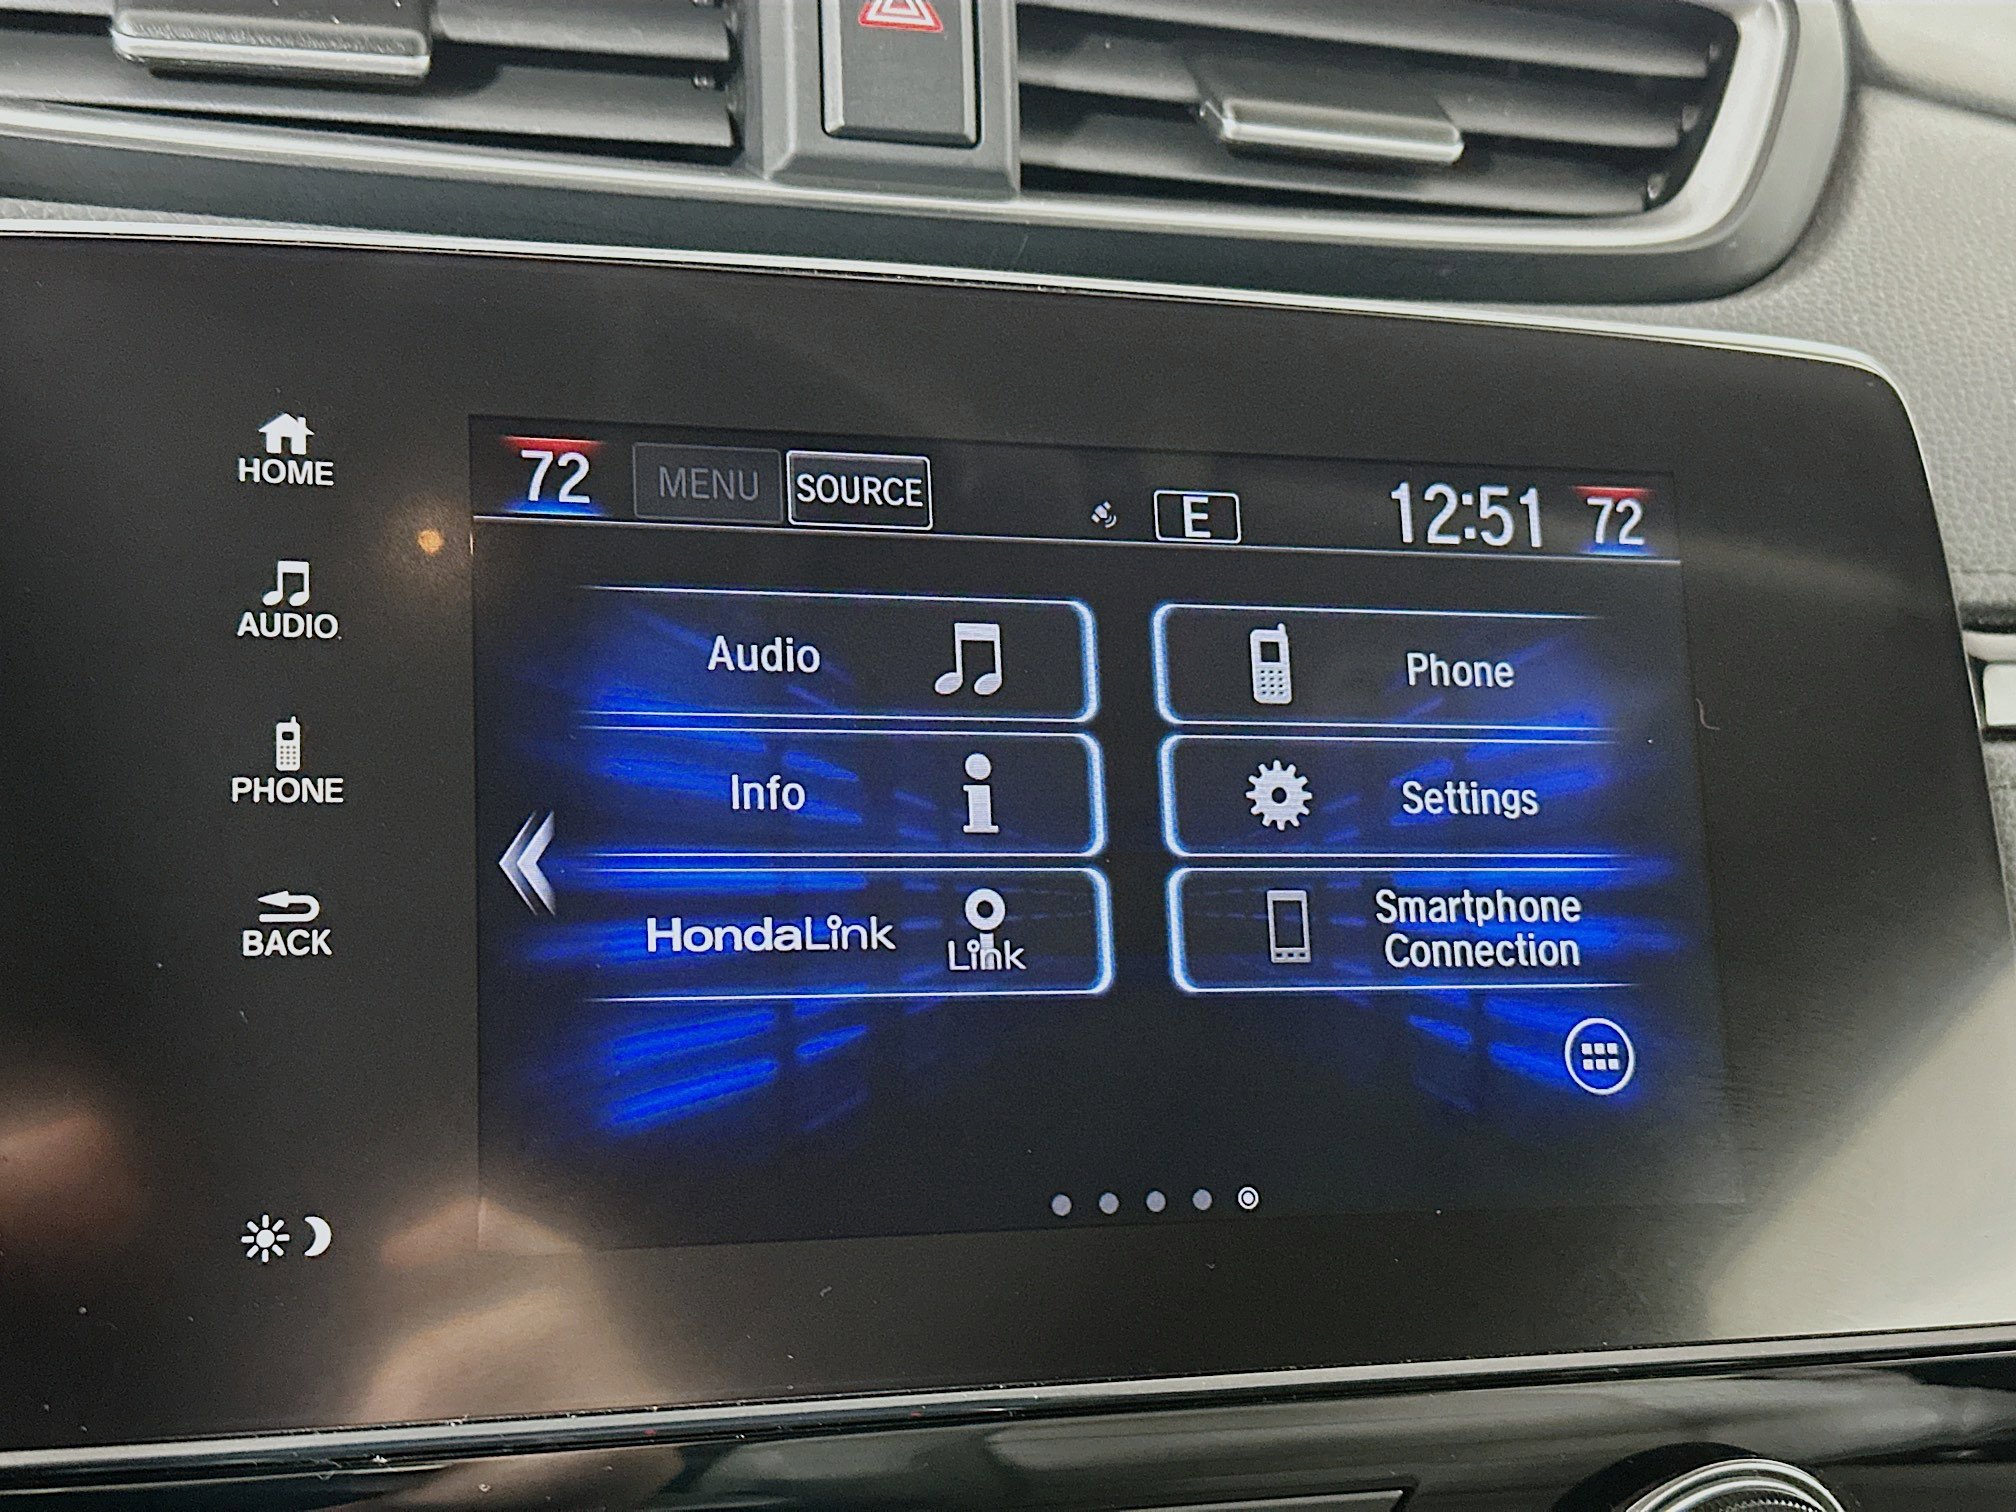 72 MENU SOURCE E 12:51 72
HOME
AUDIO
PHONE
BACK
Audio
Phone
Info
Settings
HondaLink
Link
Smartphone
Connection